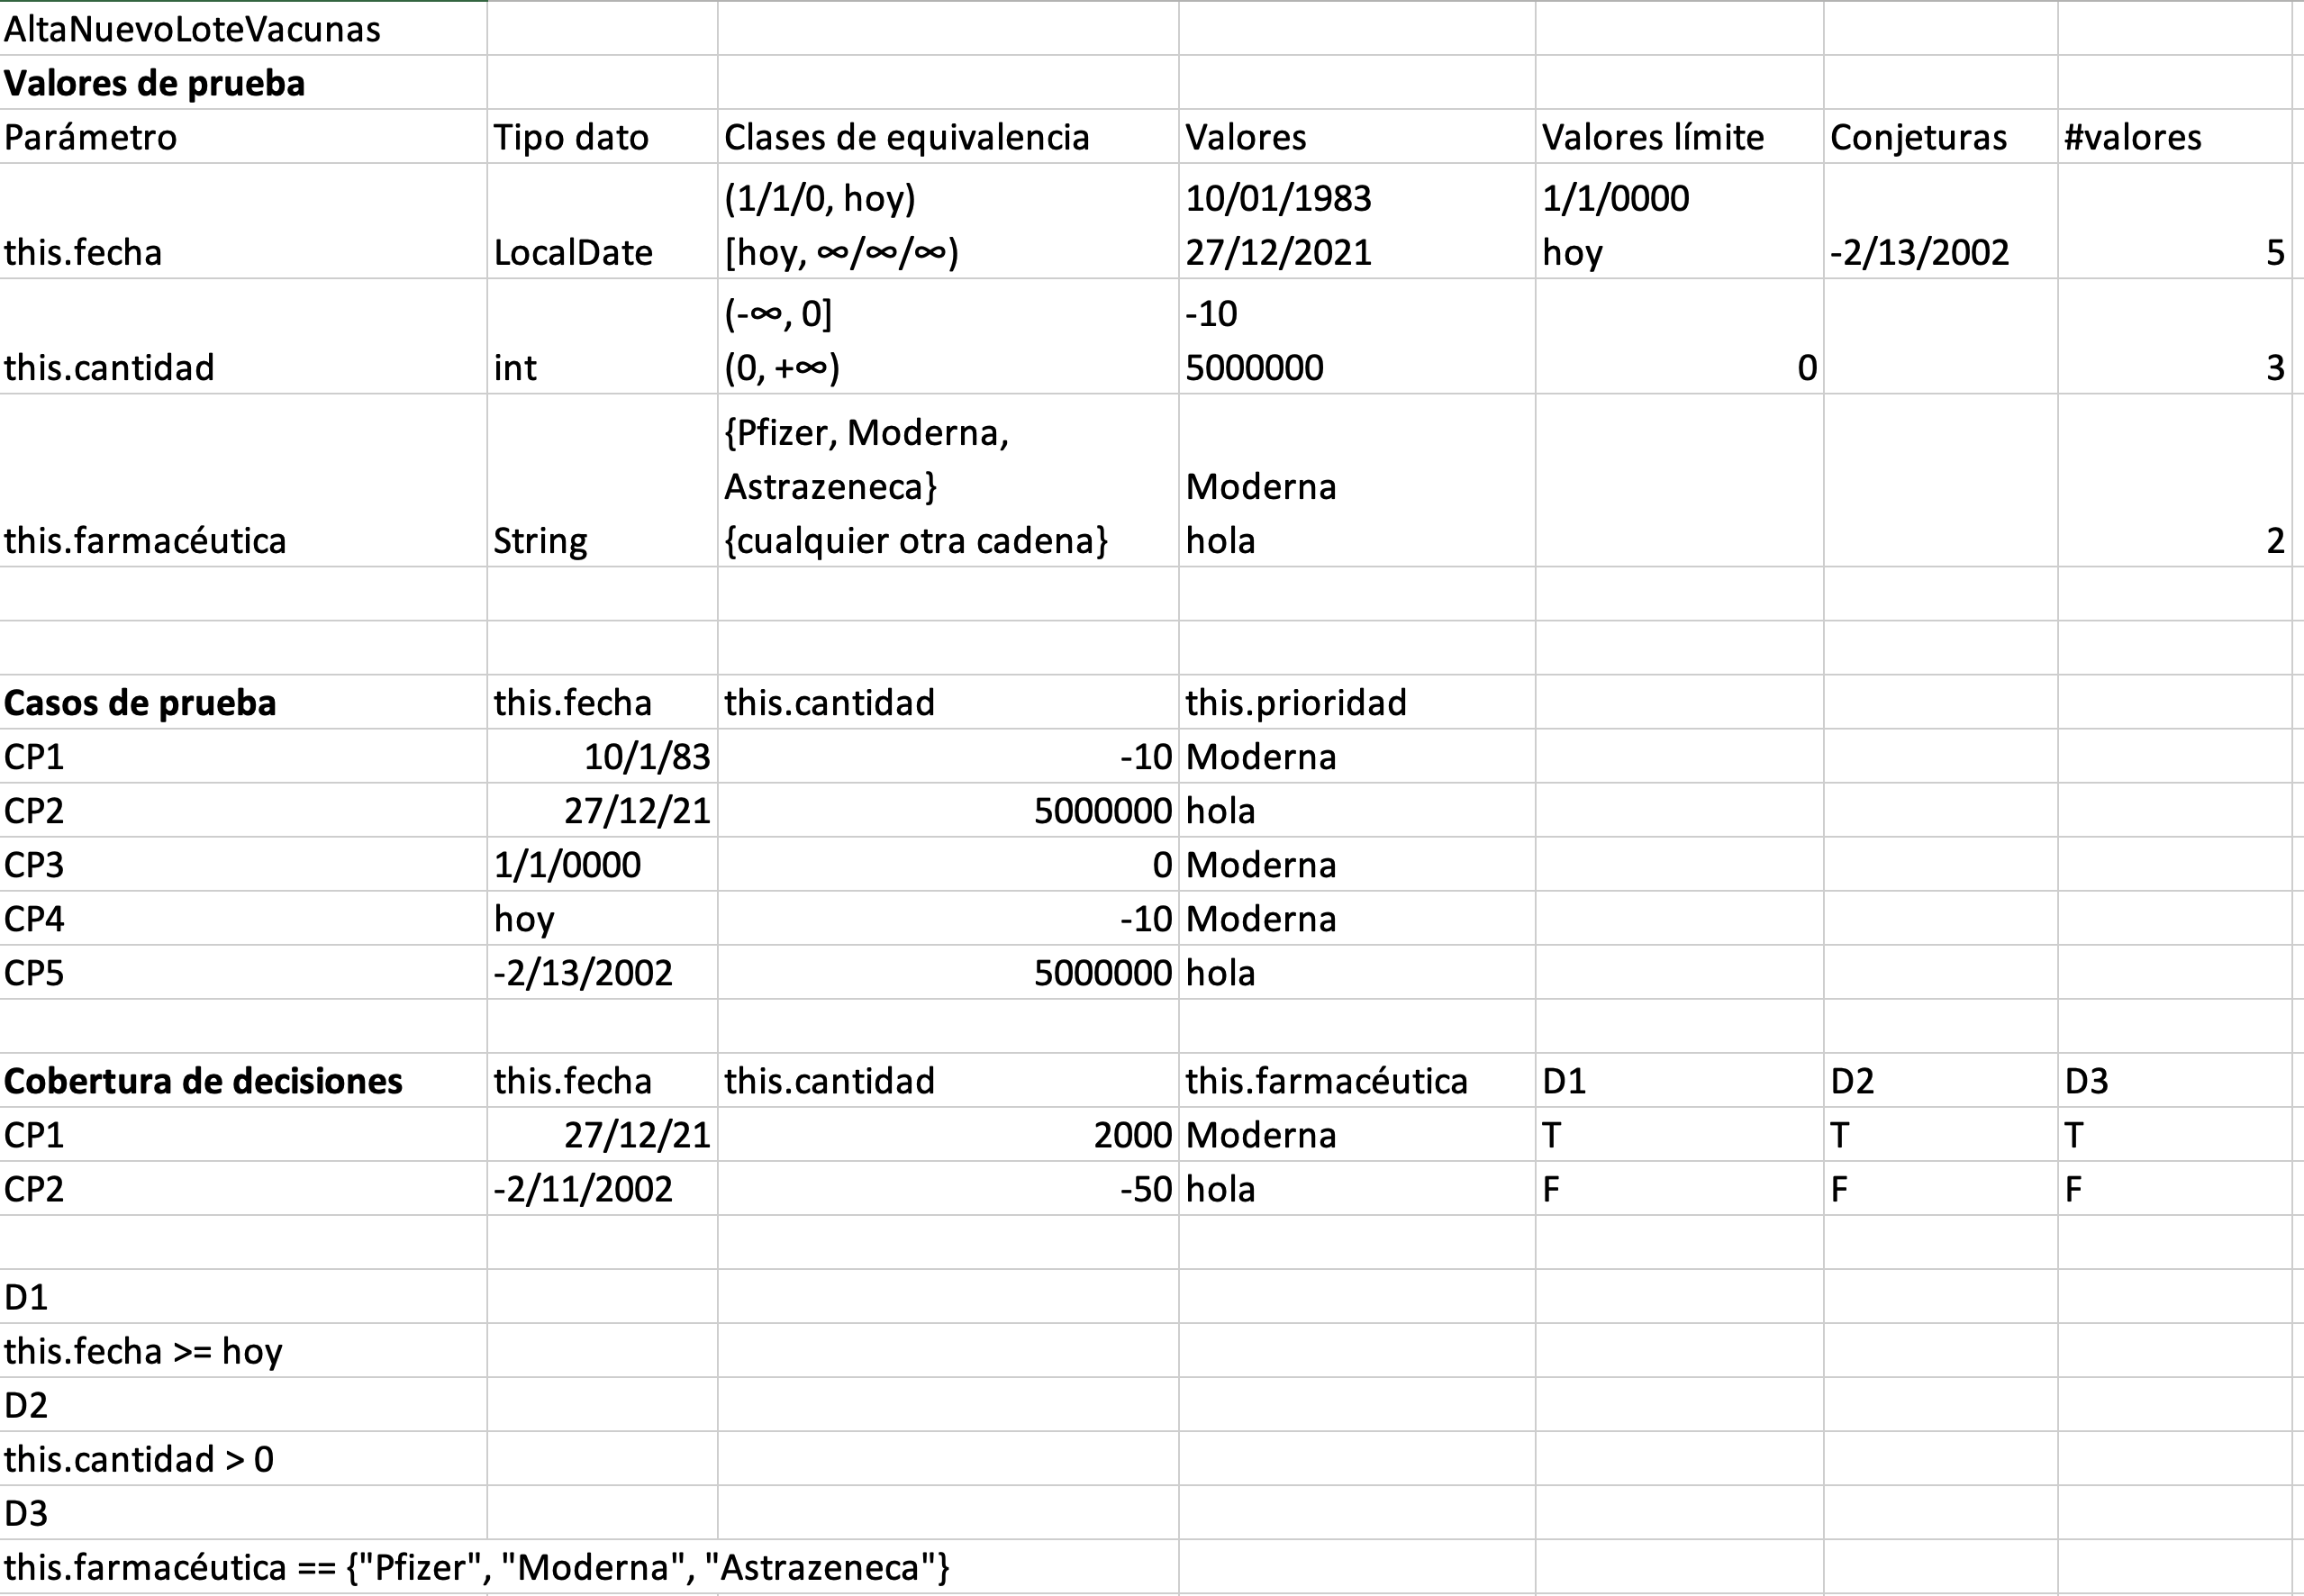 AltaNuevoLoteVacunas
Valores de prueba
Parámetro Tipo dato Clases de equivalencia Valores Valores límite Conjeturas #valores
(1/1/0, hoy) 10/01/1983 1/1/0000
this.fecha LocalDate [hoy, ∞/∞/∞) 27/12/2021 hoy -2/13/2002 5
(-∞, 0] -10
this.cantidad int (0, +∞) 5000000 0 3
{Pfizer, Moderna,
Astrazeneca} Moderna
this.farmacéutica String {cualquier otra cadena} hola 2
Casos de prueba this.fecha this.cantidad this.prioridad
CP1 10/1/83 -10 Moderna
CP2 27/12/21 5000000 hola
CP3 1/1/0000 0 Moderna
CP4 hoy -10 Moderna
CP5 -2/13/2002 5000000 hola
Cobertura de decisiones this.fecha this.cantidad this.farmacéutica D1 D2 D3
CP1 27/12/21 2000 Moderna T T T
CP2 -2/11/2002 -50 hola F F F
D1
this.fecha >= hoy
D2
this.cantidad > 0
D3
this.farmacéutica == {"Pfizer", "Moderna", "Astrazeneca"}